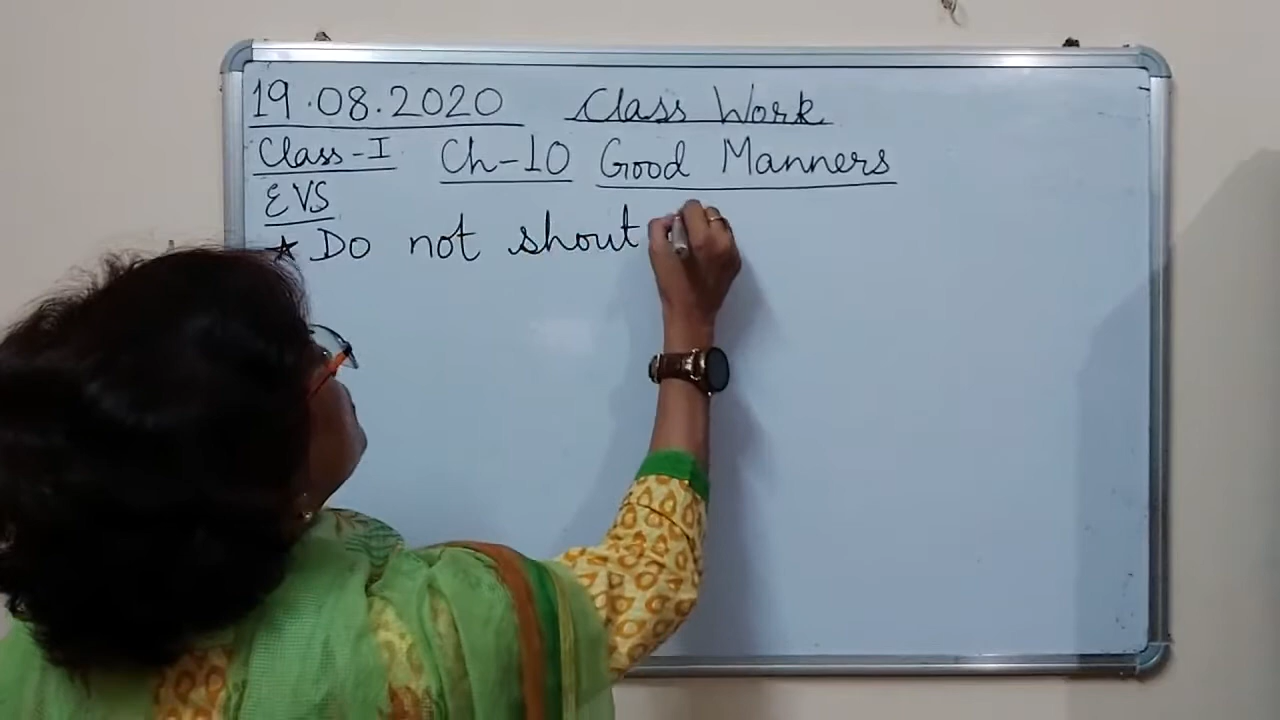 19.08.2020 Class Work
Class-I Ch-10 Good Manners
EVS
★ Do not shout